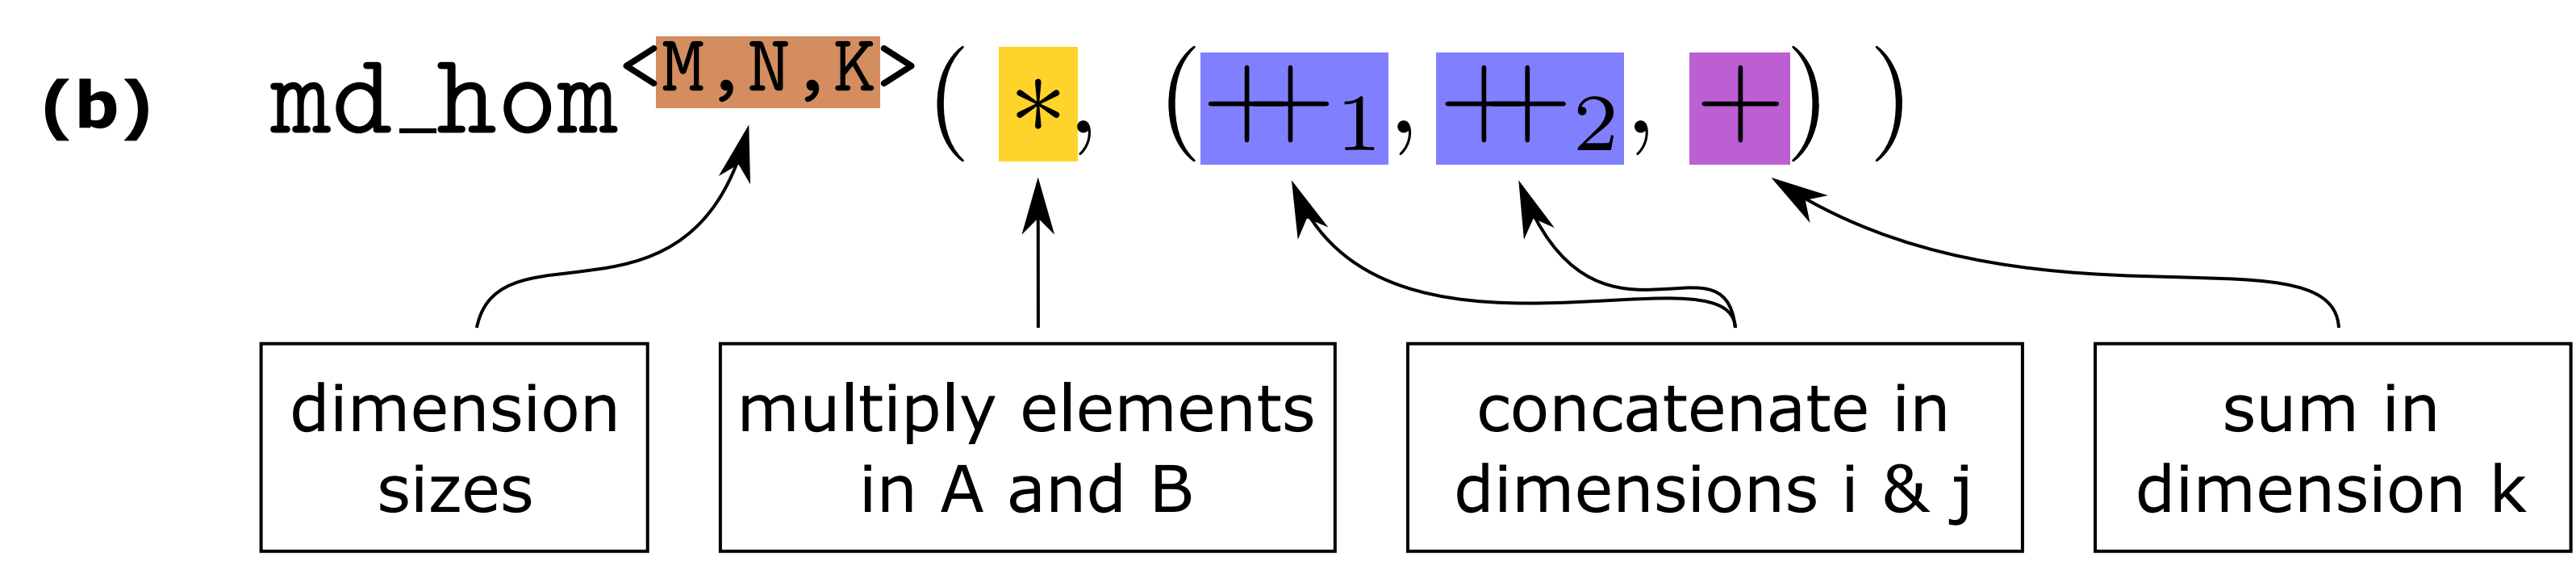 (b) md_hom<M,N,K> ( *, (++1, ++2, +) )
dimension
sizes
multiply elements
in A and B
concatenate in
dimensions i & j
sum in
dimension k